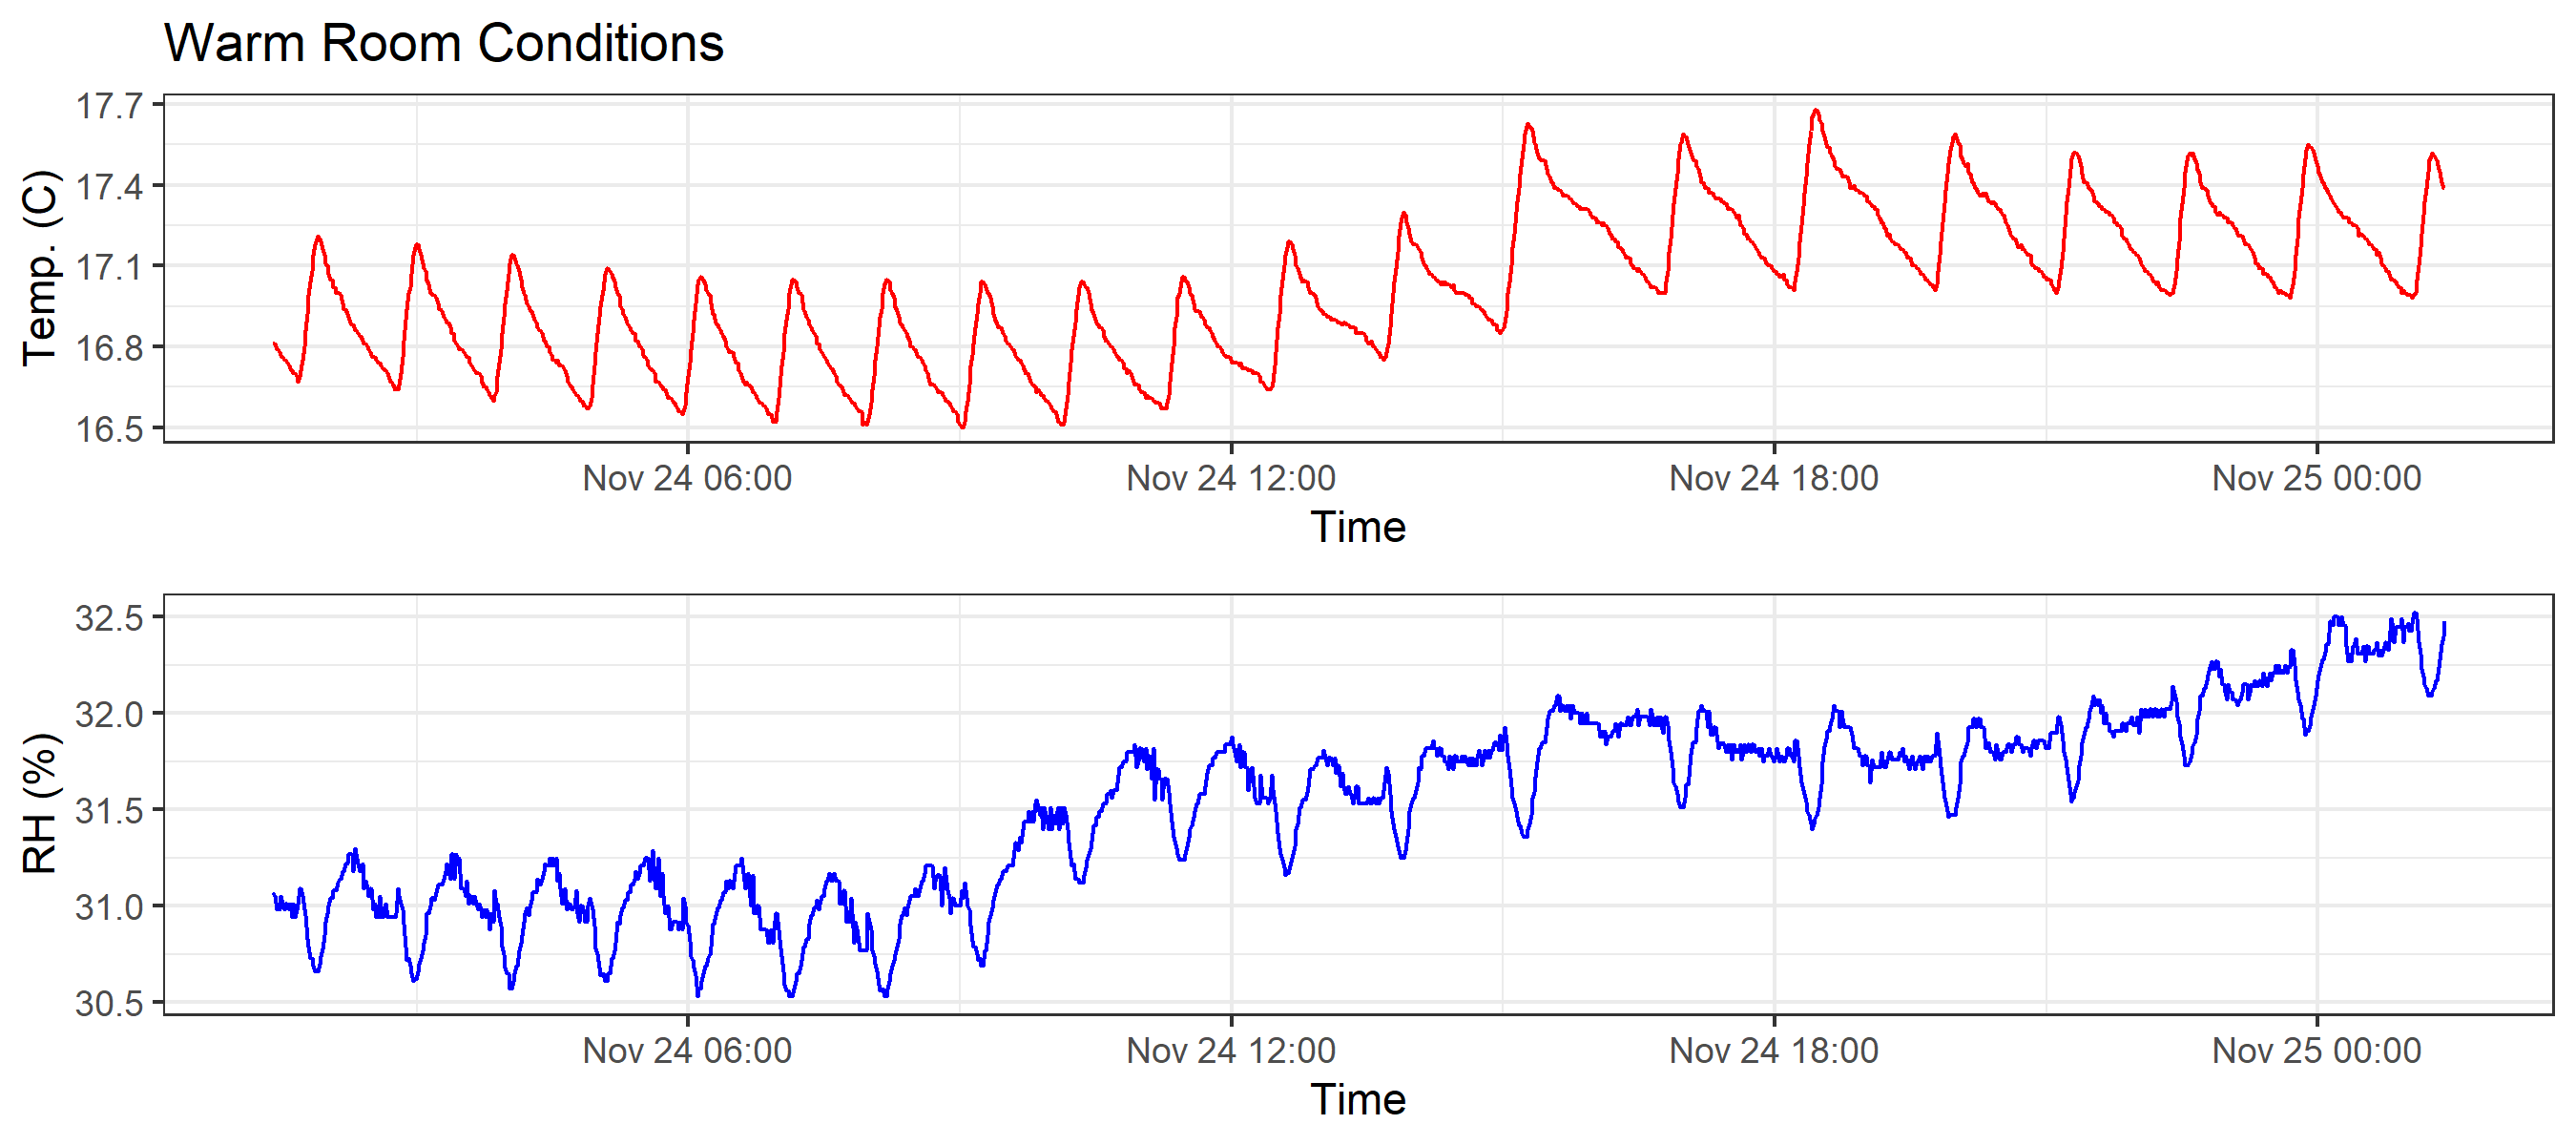 Warm Room Conditions
Temp. (C)
17.7
17.4
17.1
16.8
16.5
Nov 24 06:00 Nov 24 12:00 Nov 24 18:00 Nov 25 00:00
Time
RH (%)
32.5
32.0
31.5
31.0
30.5
Nov 24 06:00 Nov 24 12:00 Nov 24 18:00 Nov 25 00:00
Time